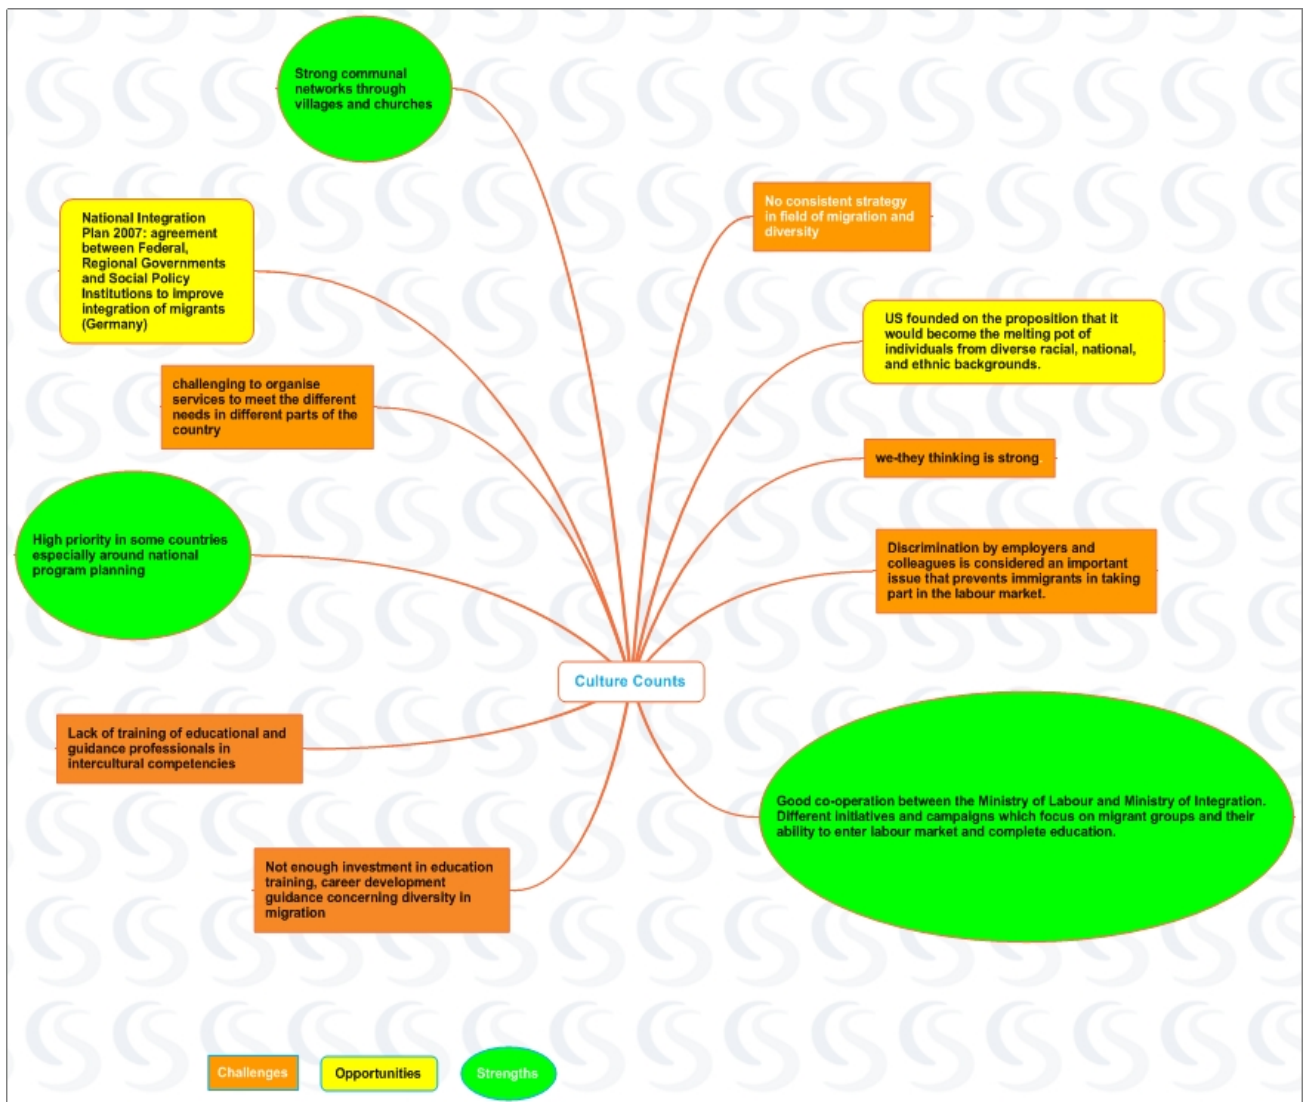 Strong communal
networks through
villages and churches
No consistent strategy
in field of migration and
diversity
National Integration
Plan 2007: agreement
between Federal,
Regional Governments
and Social Policy
Institutions to improve
integration of migrants
(Germany)
US founded on the proposition that it
would become the melting pot of
individuals from diverse racial, national,
and ethnic backgrounds.
challenging to organise
services to meet the different
needs in different parts of the
country
we-they thinking is strong.
High priority in some countries
especially around national
program planning
Discrimination by employers and
colleagues is considered an important
issue that prevents immigrants in taking
part in the labour market.
Culture Counts
Lack of training of educational and
guidance professionals in
intercultural competencies
Good co-operation between the Ministry of Labour and Ministry of Integration.
Different initiatives and campaigns which focus on migrant groups and their
ability to enter labour market and complete education.
Not enough investment in education
training, career development
guidance concerning diversity in
migration
Challenges
Opportunities
Strengths